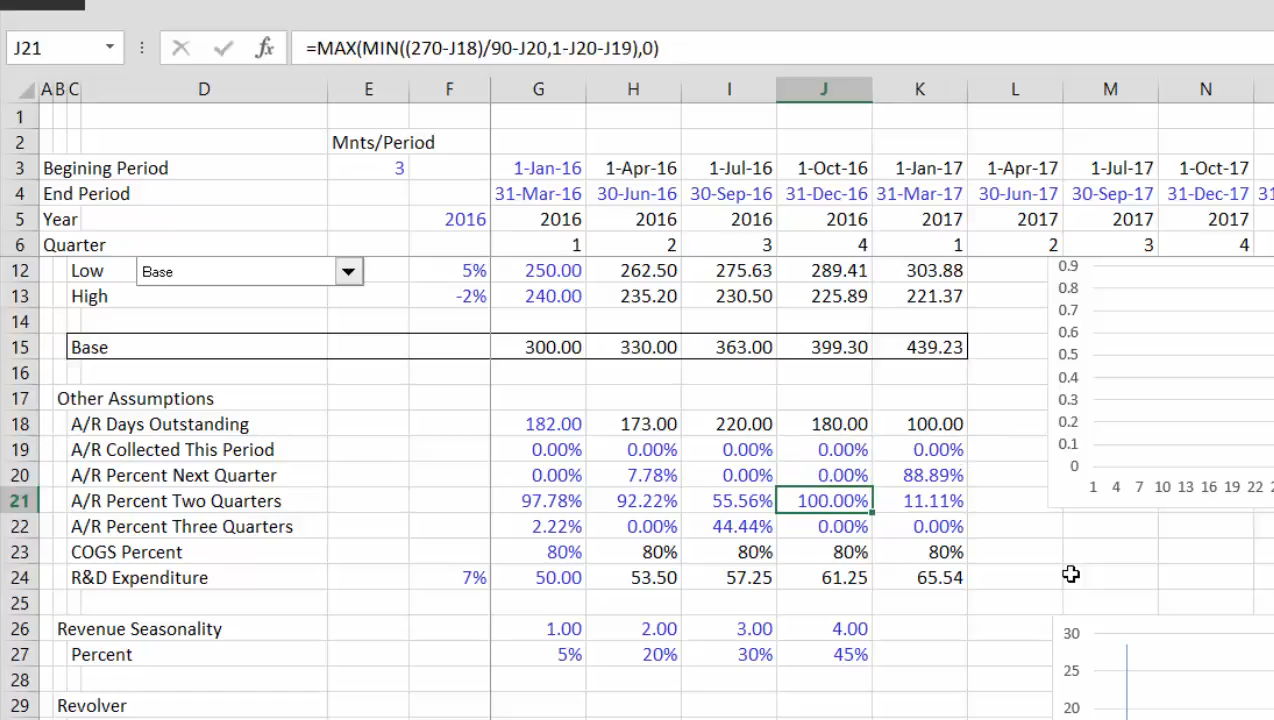 J21 =MAX(MIN((270-J18)/90-J20,1-J20-J19),0)
A B C D E F G H I J K L M N
1
2 Mnts/Period
3 Begining Period 3 1-Jan-16 1-Apr-16 1-Jul-16 1-Oct-16 1-Jan-17 1-Apr-17 1-Jul-17 1-Oct-17
4 End Period 31-Mar-16 30-Jun-16 30-Sep-16 31-Dec-16 31-Mar-17 30-Jun-17 30-Sep-17 31-Dec-17 31
5 Year 2016 2016 2016 2016 2016 2017 2017 2017 2017
6 Quarter 1 2 3 4 1 2 3 4
12 Low Base 5% 250.00 262.50 275.63 289.41 303.88 0.9
0.8
13 High -2% 240.00 235.20 230.50 225.89 221.37
0.7
14 0.6
15 Base 300.00 330.00 363.00 399.30 439.23 0.5
16 0.4
17 Other Assumptions 0.3
18 A/R Days Outstanding 182.00 173.00 220.00 180.00 100.00 0.2
19 A/R Collected This Period 0.00% 0.00% 0.00% 0.00% 0.00% 0.1
20 A/R Percent Next Quarter 0.00% 7.78% 0.00% 0.00% 88.89% 0
1 4 7 10 13 16 19 22
21 A/R Percent Two Quarters 97.78% 92.22% 55.56% 100.00% 11.11%
22 A/R Percent Three Quarters 2.22% 0.00% 44.44% 0.00% 0.00%
23 COGS Percent 80% 80% 80% 80% 80%
24 R&D Expenditure 7% 50.00 53.50 57.25 61.25 65.54
25
26 Revenue Seasonality 1.00 2.00 3.00 4.00 30
27 Percent 5% 20% 30% 45% 25
28
29 Revolver 20